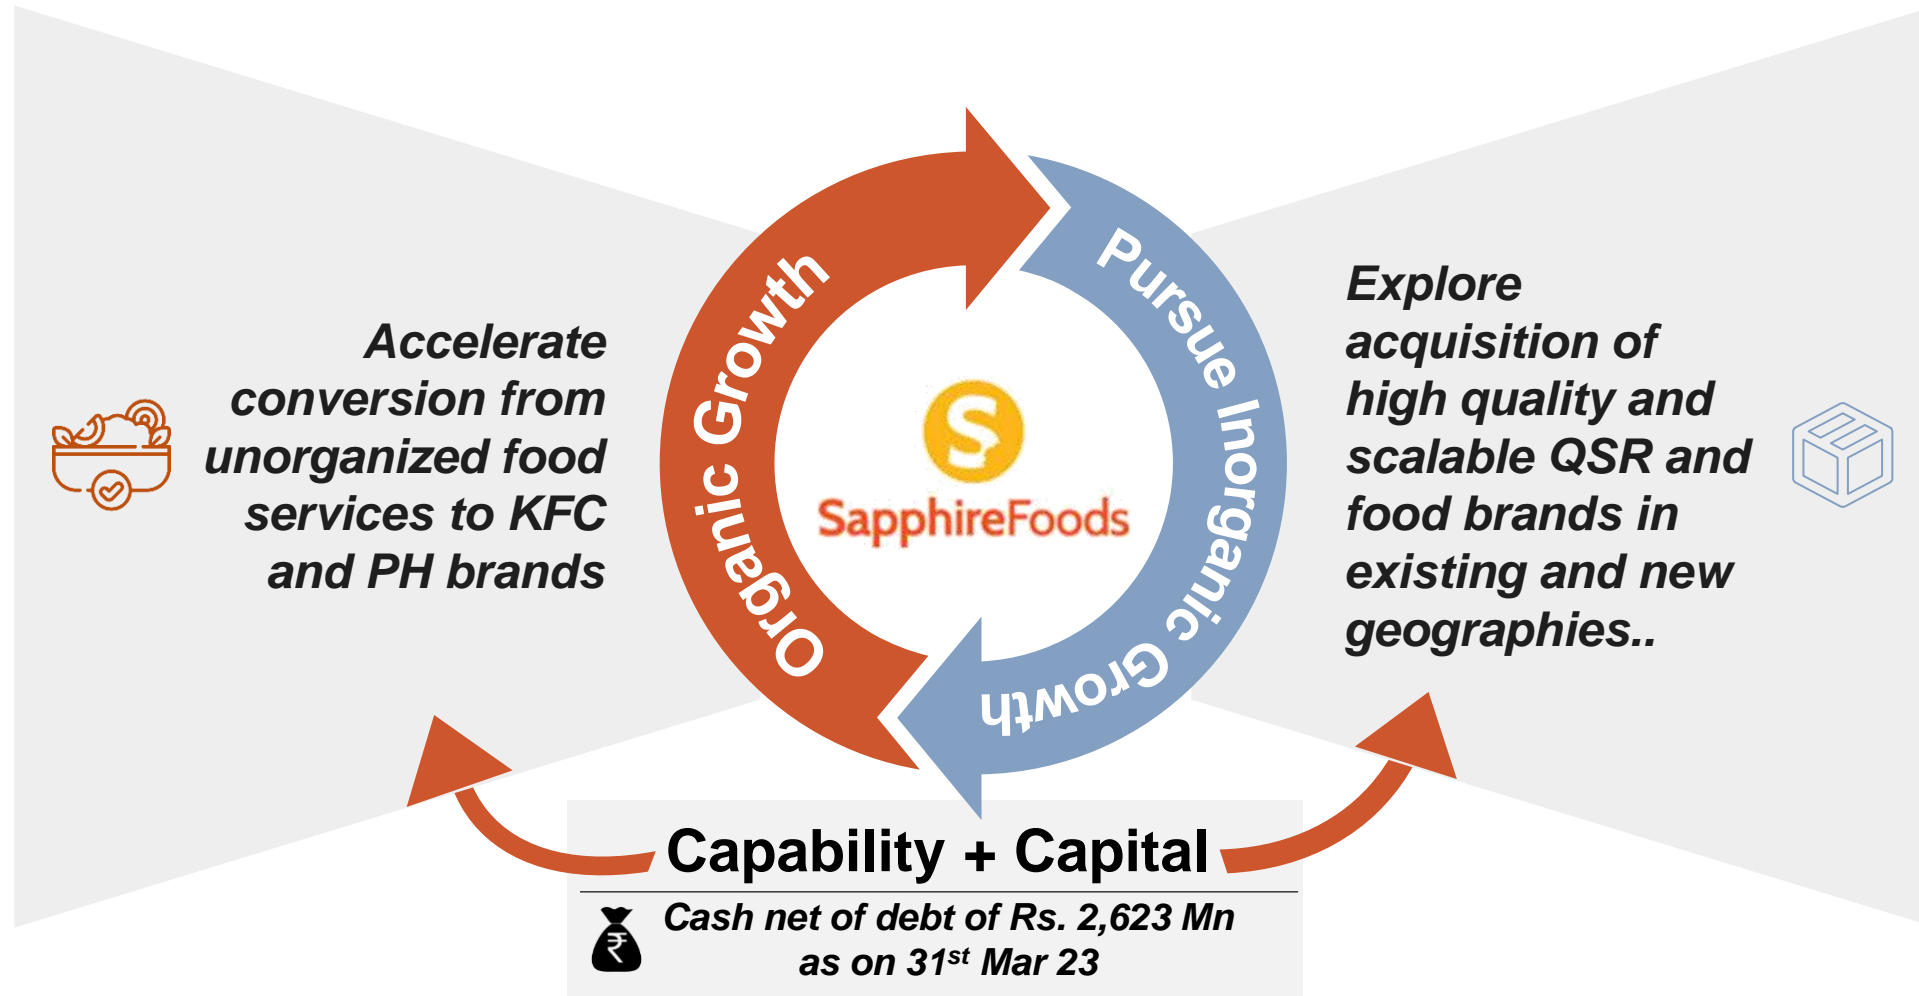 Accelerate
conversion from
unorganized food
services to KFC
and PH brands
Organic Growth
SapphireFoods
Pursue Inorganic Growth
Explore
acquisition of
high quality and
scalable QSR and
food brands in
existing and new
geographies..
Capability + Capital
₹
Cash net of debt of Rs. 2,623 Mn
as on 31st Mar 23